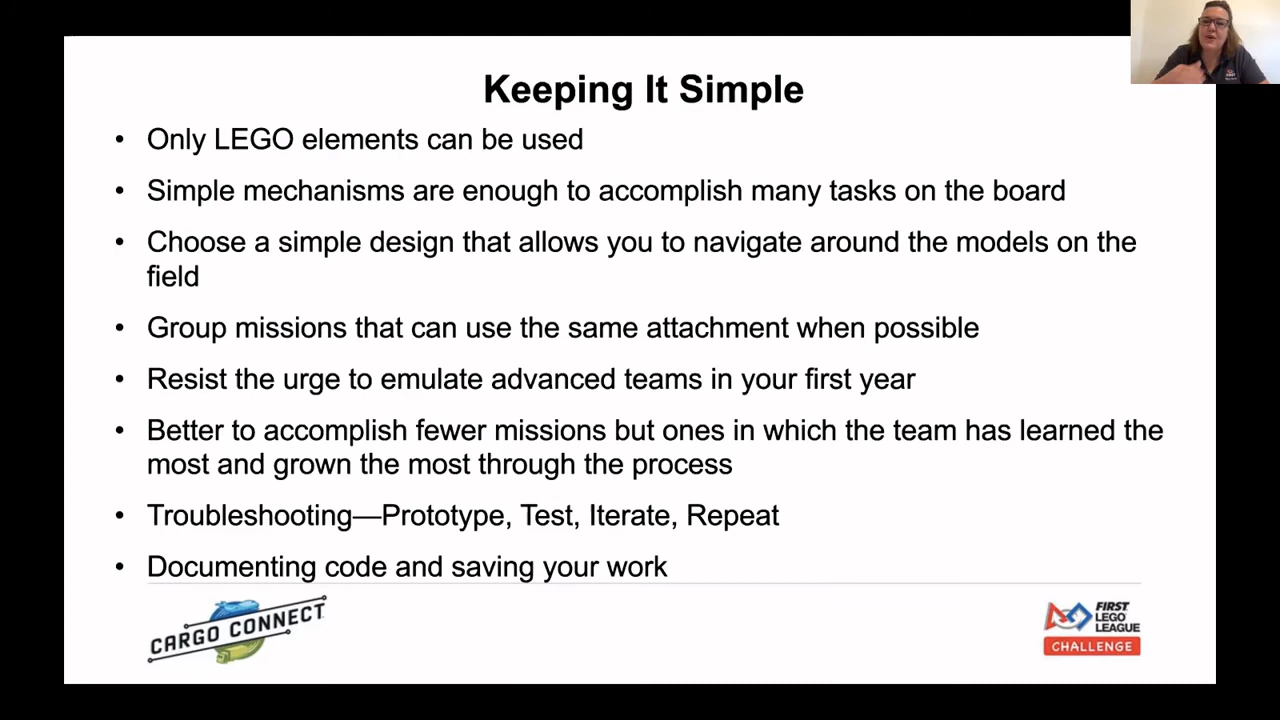 Keeping It Simple
• Only LEGO elements can be used
• Simple mechanisms are enough to accomplish many tasks on the board
• Choose a simple design that allows you to navigate around the models on the
field
• Group missions that can use the same attachment when possible
• Resist the urge to emulate advanced teams in your first year
• Better to accomplish fewer missions but ones in which the team has learned the
most and grown the most through the process
• Troubleshooting—Prototype, Test, Iterate, Repeat
• Documenting code and saving your work
CARGO CONNECT
FIRST
LEGO
LEAGUE
CHALLENGE